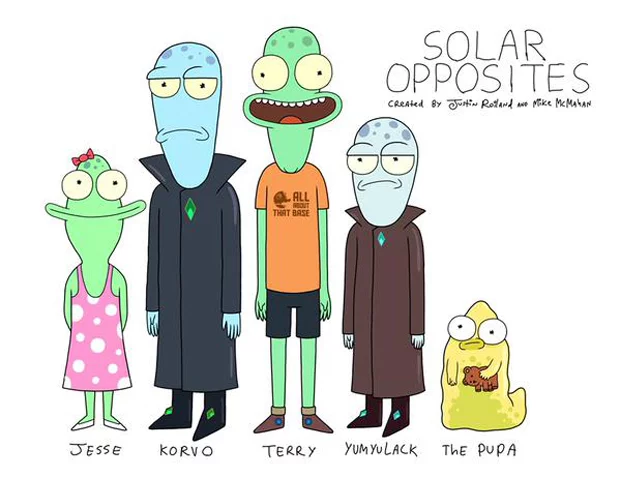 SOLAR
OPPOSITES
CREATED BY Justin Roiland AND Mike McMahan
ALL
ABOUT
THAT BASE
JESSE
KORVO
TERRY
YUMYULACK
The PUPA